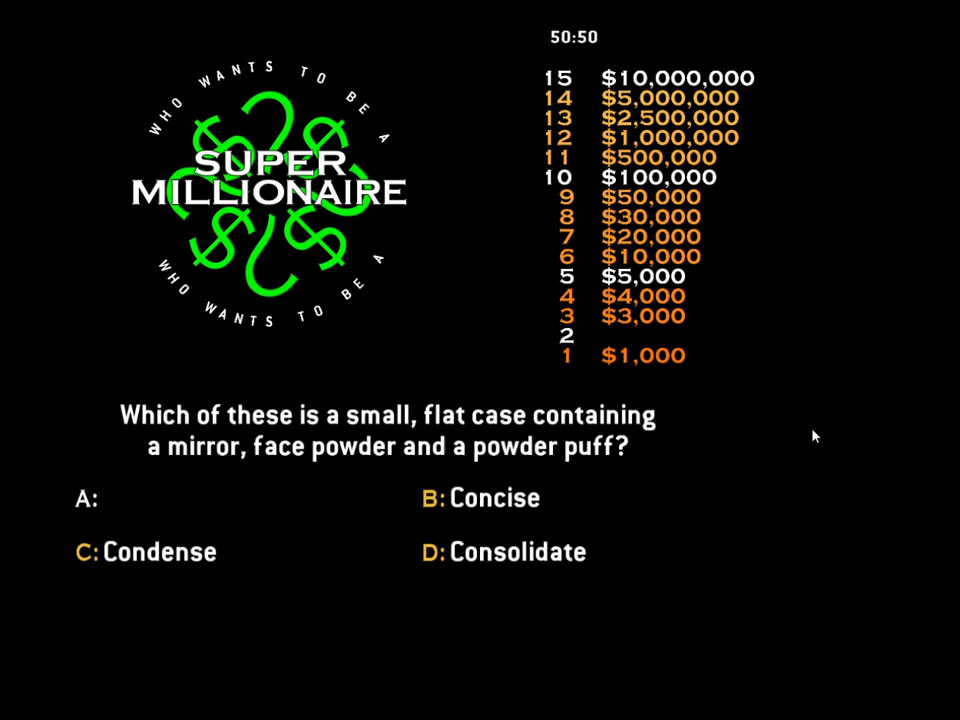 WHO WANTS TO BE A
SUPER
MILLIONAIRE
WHO WANTS TO BE A
50:50
15 $10,000,000
14 $5,000,000
13 $2,500,000
12 $1,000,000
11 $500,000
10 $100,000
9 $50,000
8 $30,000
7 $20,000
6 $10,000
5 $5,000
4 $4,000
3 $3,000
2
1 $1,000
Which of these is a small, flat case containing
a mirror, face powder and a powder puff?
A:
B: Concise
C: Condense
D: Consolidate